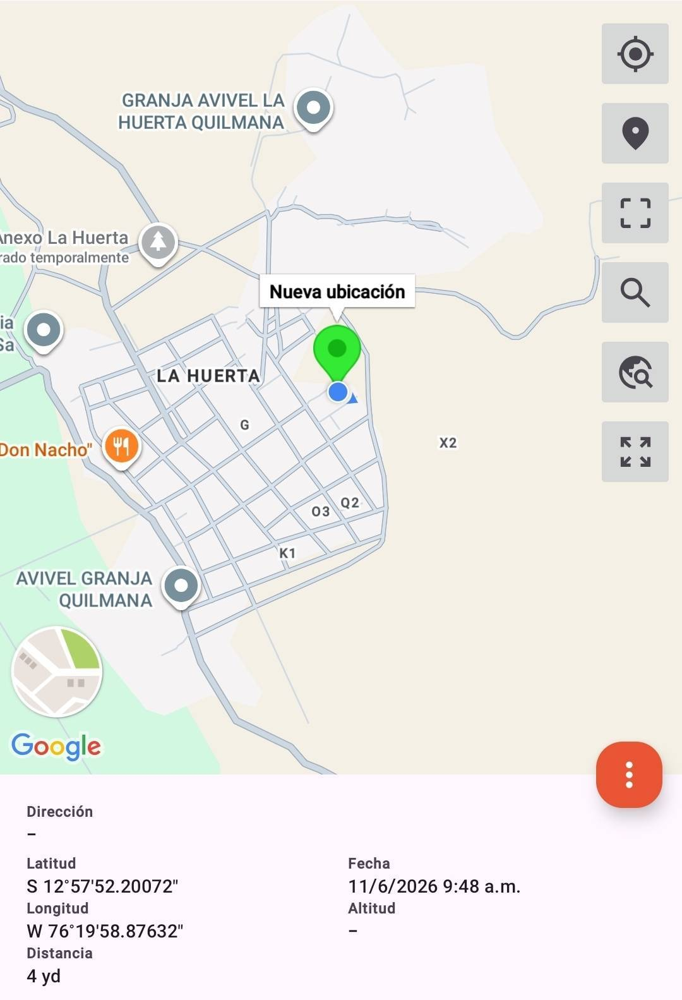 GRANJA AVIVEL LA
HUERTA QUILMANA
Anexo La Huerta
rado temporalmente
Nueva ubicación
ia
Sa
LA HUERTA
G
X2
Don Nacho"
O3
Q2
K1
AVIVEL GRANJA
QUILMANA
Google
Dirección
–
Latitud
S 12°57'52.20072"
Longitud
W 76°19'58.87632"
Distancia
4 yd
Fecha
11/6/2026 9:48 a.m.
Altitud
–